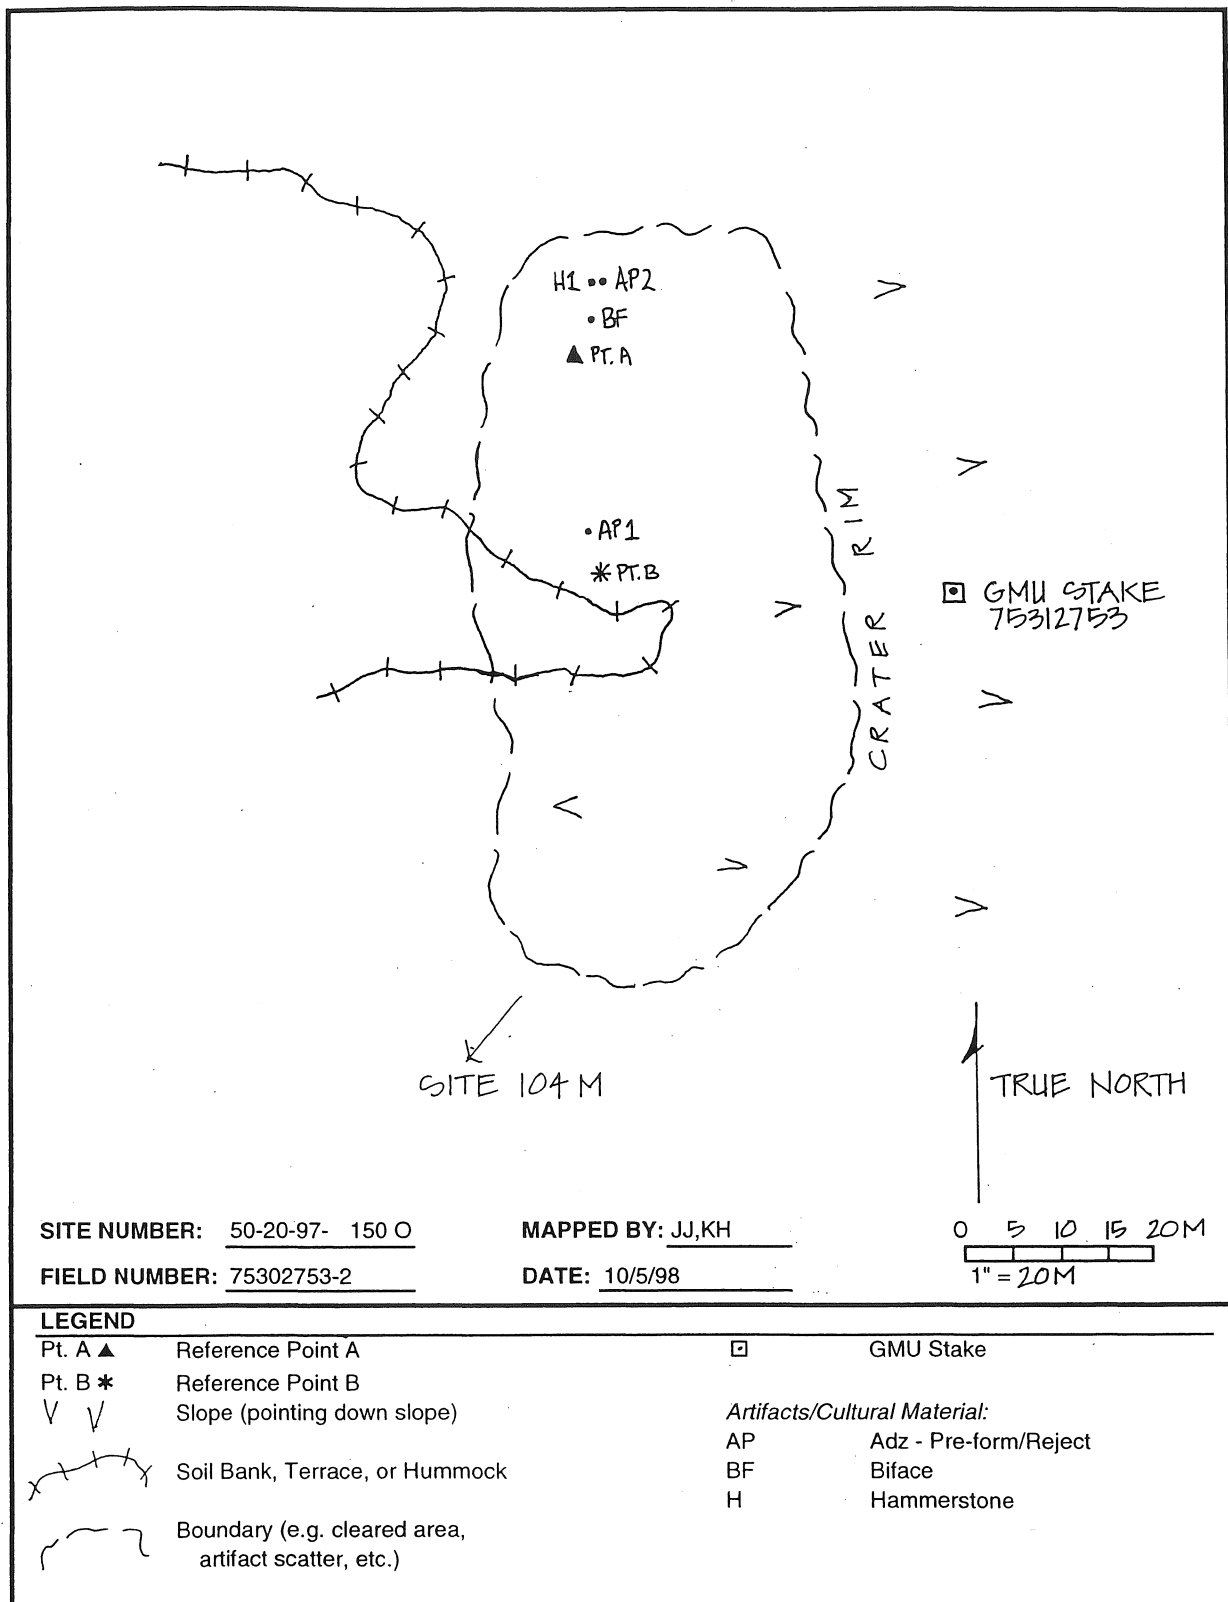 H1 AP2
BF
PT. A
AP1
PT. B
CRATER RIM
GMU STAKE
75312753
SITE 104 M
TRUE NORTH
SITE NUMBER: 50-20-97- 150 O
MAPPED BY: JJ,KH
0 5 10 15 20M
FIELD NUMBER: 75302753-2
DATE: 10/5/98
1" = 20M
LEGEND
Pt. A Reference Point A
GMU Stake
Pt. B Reference Point B
Slope (pointing down slope)
Artifacts/Cultural Material:
AP Adz - Pre-form/Reject
Soil Bank, Terrace, or Hummock
BF Biface
H Hammerstone
Boundary (e.g. cleared area,
artifact scatter, etc.)